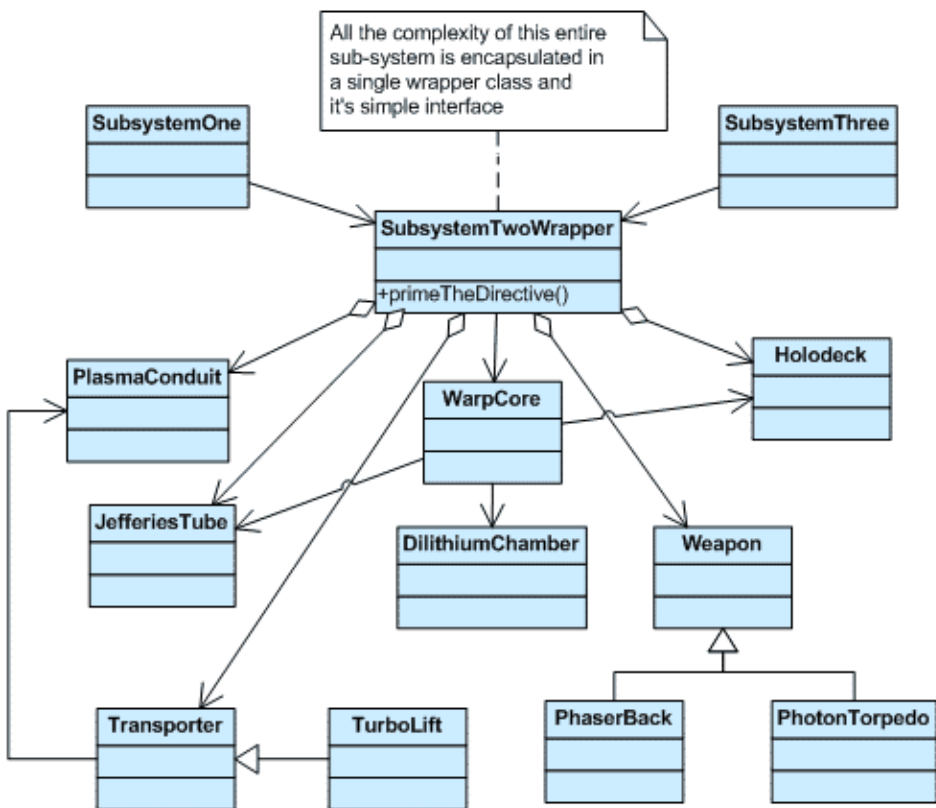 All the complexity of this entire
sub-system is encapsulated in
a single wrapper class and
it's simple interface
SubsystemOne
SubsystemThree
SubsystemTwoWrapper
+primeTheDirective()
PlasmaConduit
WarpCore
Holodeck
JefferiesTube
DilithiumChamber
Weapon
Transporter
TurboLift
PhaserBack
PhotonTorpedo